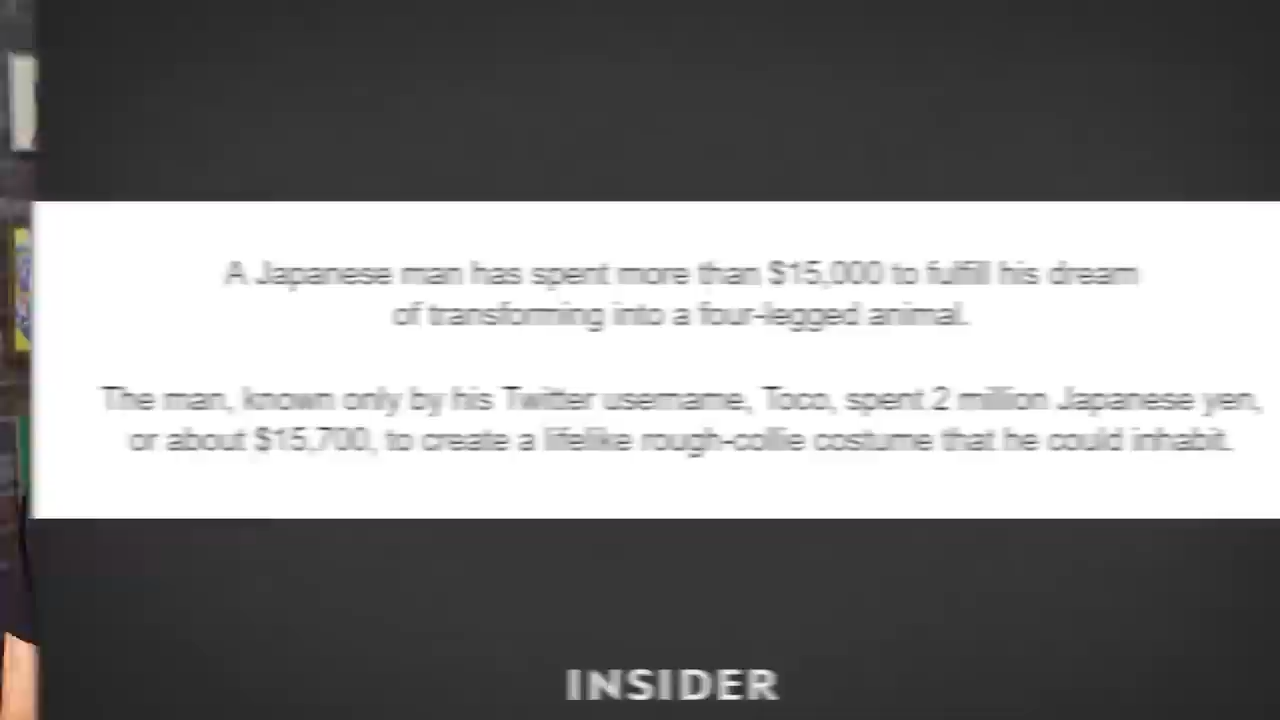 A Japanese man has spent more than $15,000 to fulfill his dream
of transforming into a four-legged animal.
The man, known only by his Twitter username, Toco, spent 2 million Japanese yen,
or about $15,700, to create a lifelike rough-collie costume that he could inhabit.
INSIDER